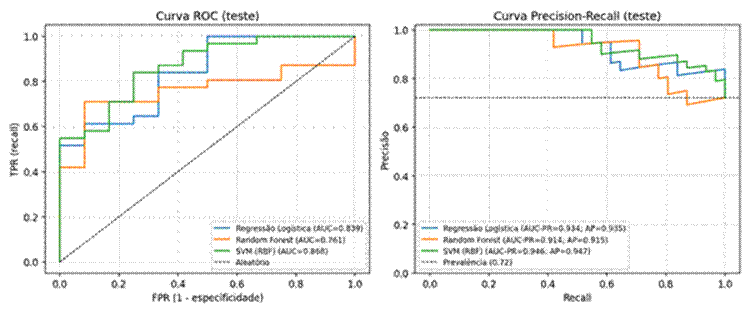 Curva ROC (teste)
1.0
0.8
0.6
0.4
0.2
0.0
TPR (recall)
Regressão Logística (AUC=0.839)
Random Forest (AUC=0.761)
SVM (RBF) (AUC=0.868)
Aleatório
0.0 0.2 0.4 0.6 0.8 1.0
FPR (1 - especificidade)
Curva Precision-Recall (teste)
1.0
0.8
0.6
0.4
0.2
0.0
Precisão
Regressão Logística (AUC-PR=0.934; AP=0.935)
Random Forest (AUC-PR=0.914; AP=0.915)
SVM (RBF) (AUC-PR=0.946; AP=0.947)
Prevalência (0.72)
0.0 0.2 0.4 0.6 0.8 1.0
Recall